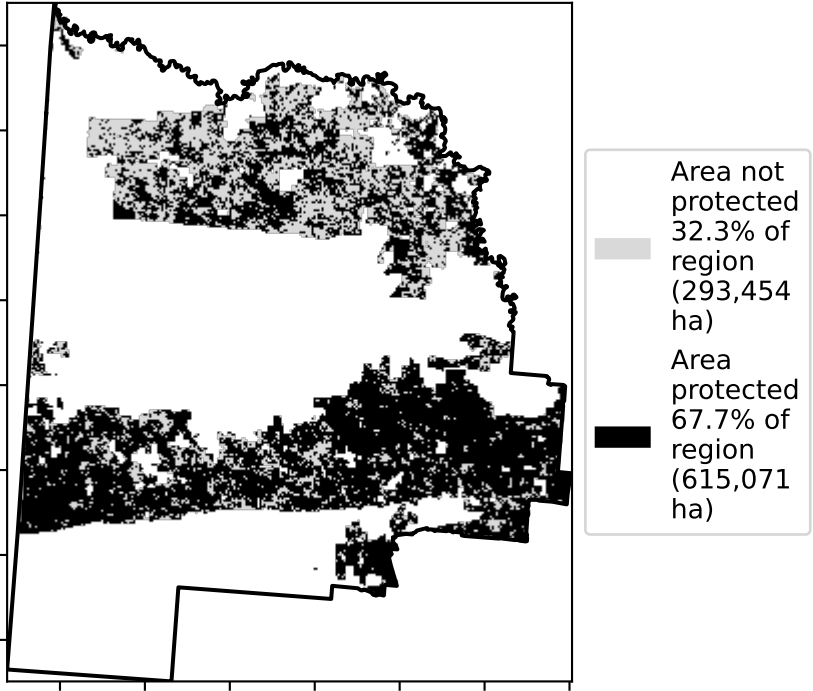 Area not
protected
32.3% of
region
(293,454
ha)
Area
protected
67.7% of
region
(615,071
ha)